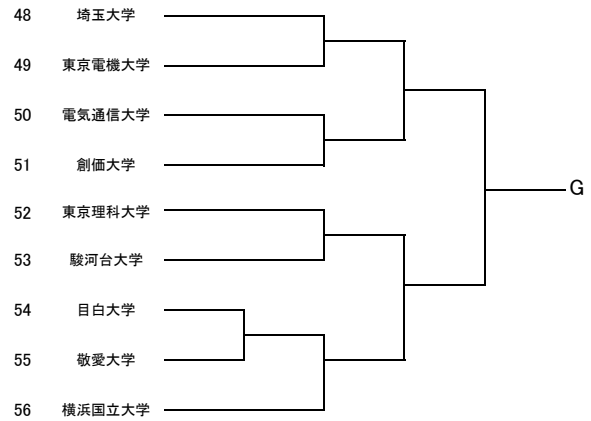 48 埼玉大学
49 東京電機大学
50 電気通信大学
51 創価大学
G
52 東京理科大学
53 駿河台大学
54 目白大学
55 敬愛大学
56 横浜国立大学